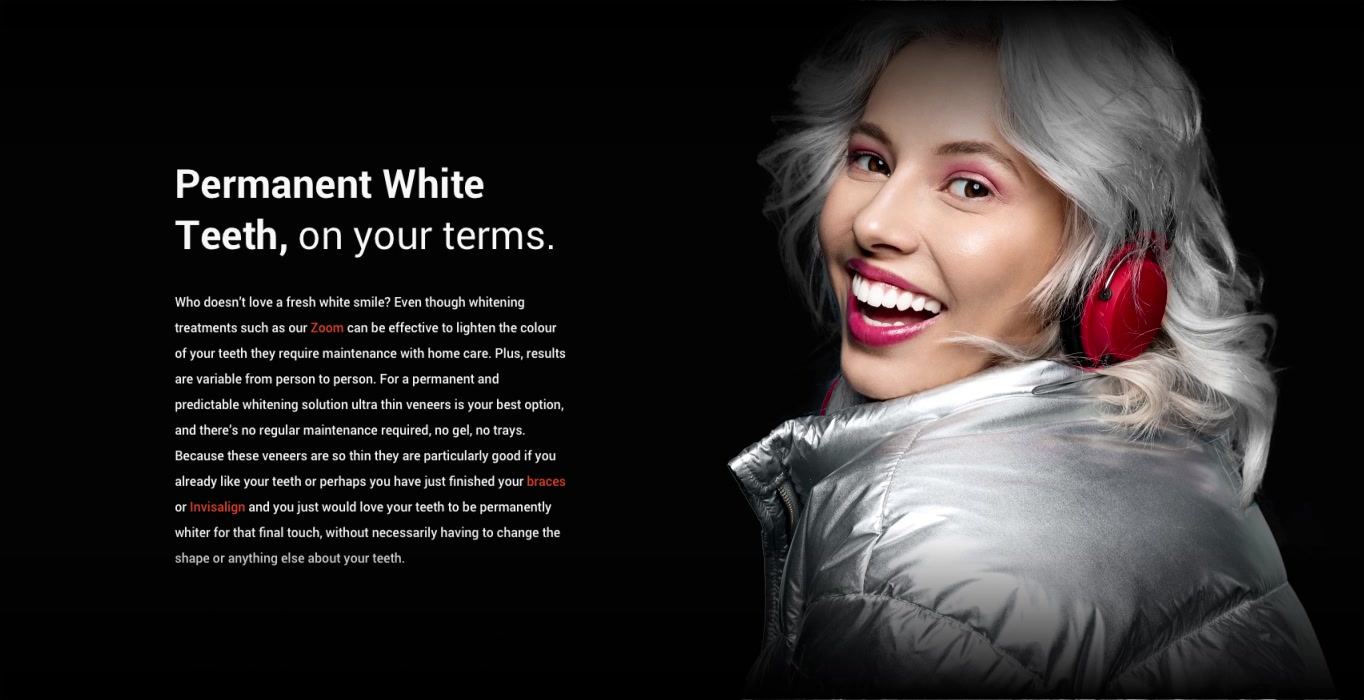 Permanent White
Teeth, on your terms.
Who doesn’t love a fresh white smile? Even though whitening
treatments such as our Zoom can be effective to lighten the colour
of your teeth they require maintenance with home care. Plus, results
are variable from person to person. For a permanent and
predictable whitening solution ultra thin veneers is your best option,
and there’s no regular maintenance required, no gel, no trays.
Because these veneers are so thin they are particularly good if you
already like your teeth or perhaps you have just finished your braces
or Invisalign and you just would love your teeth to be permanently
whiter for that final touch, without necessarily having to change the
shape or anything else about your teeth.